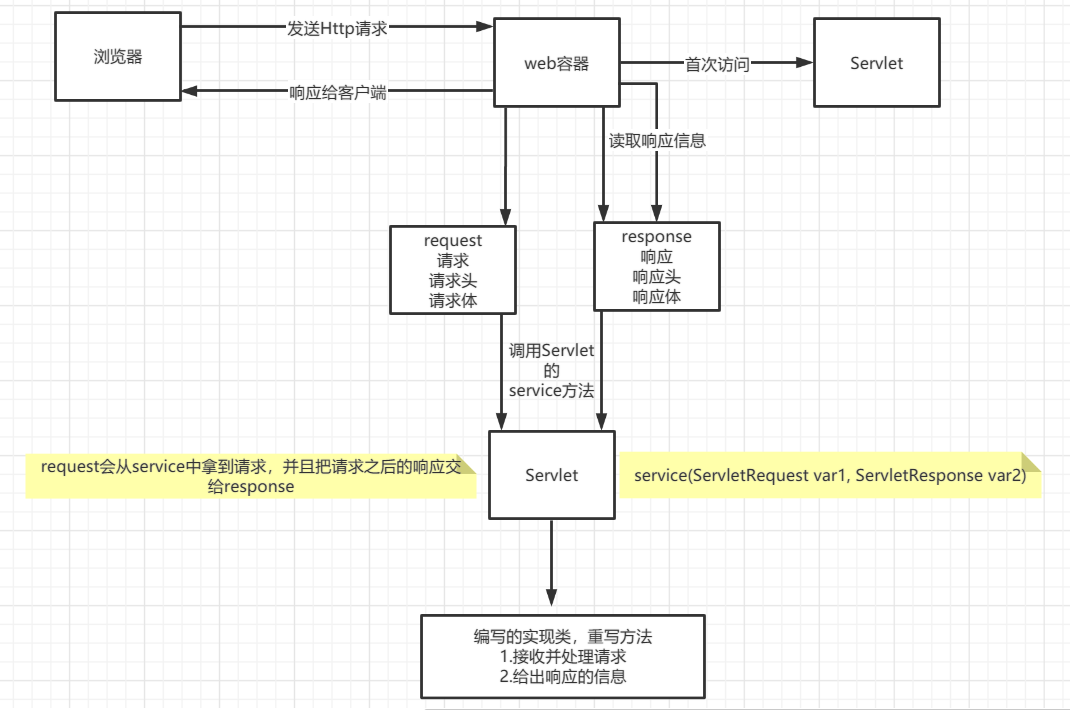 发送Http请求
浏览器
web容器
首次访问
Servlet
响应给客户端
读取响应信息
request
请求
请求头
请求体
response
响应
响应头
响应体
调用Servlet
的
service方法
request会从service中拿到请求，并且把请求之后的响应交
给response
Servlet
service(ServletRequest var1, ServletResponse var2)
编写的实现类，重写方法
1.接收并处理请求
2.给出响应的信息